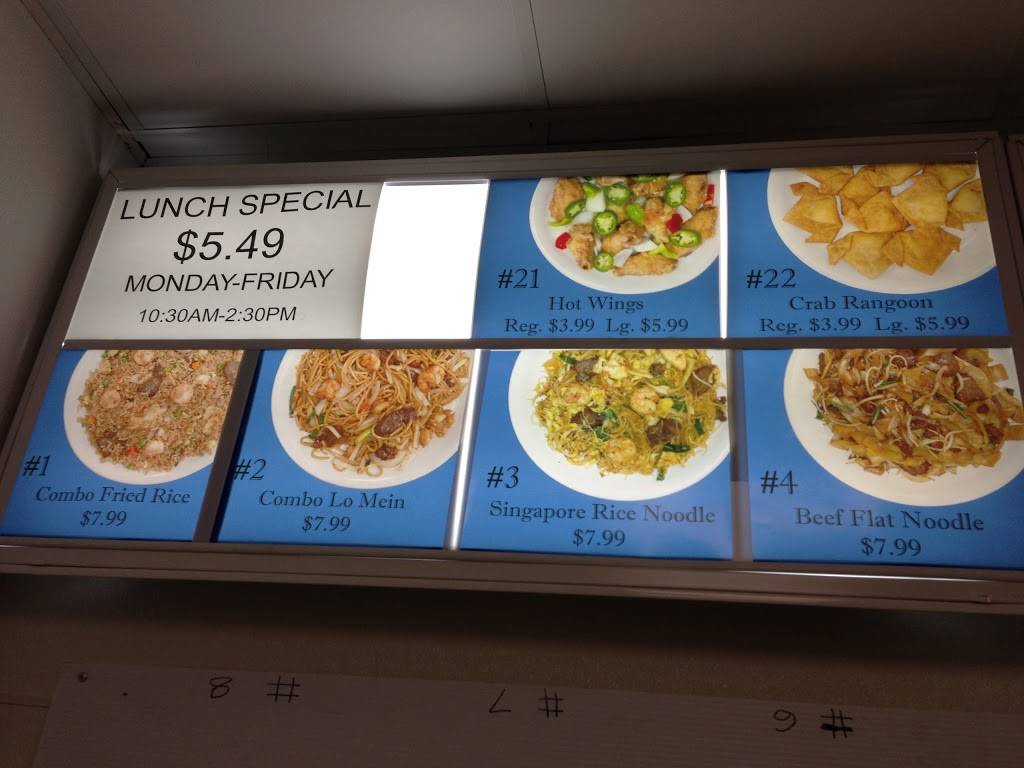 LUNCH SPECIAL
$5.49
MONDAY-FRIDAY
10:30AM-2:30PM
#21
Hot Wings
Reg. $3.99 Lg. $5.99
#22
Crab Rangoon
Reg. $3.99 Lg. $5.99
#1
Combo Fried Rice
$7.99
#2
Combo Lo Mein
$7.99
#3
Singapore Rice Noodle
$7.99
#4
Beef Flat Noodle
$7.99
# 8
# 7
# 6